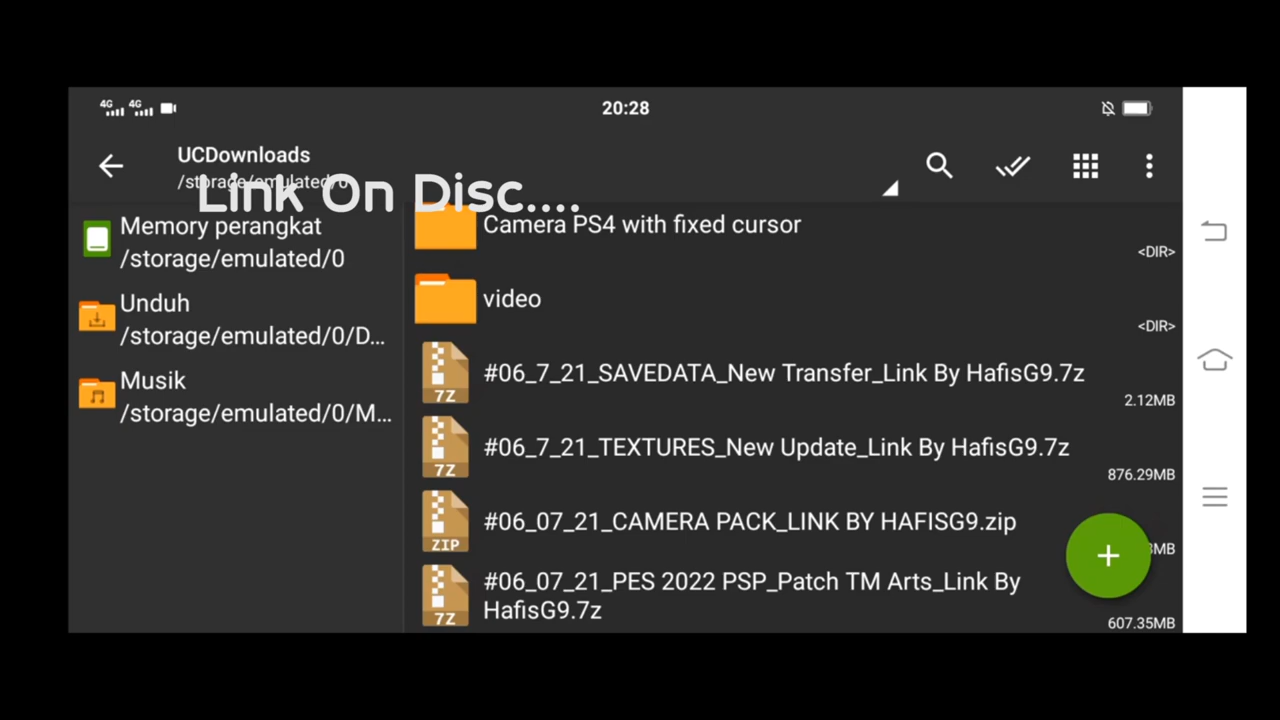 4G 4G
20:28
UCDownloads
/storage/emulated/0
Link On Disc....
Memory perangkat
/storage/emulated/0
Unduh
/storage/emulated/0/D...
Musik
/storage/emulated/0/M...
Camera PS4 with fixed cursor
<DIR>
video
<DIR>
7Z
#06_7_21_SAVEDATA_New Transfer_Link By HafisG9.7z
2.12MB
7Z
#06_7_21_TEXTURES_New Update_Link By HafisG9.7z
876.29MB
ZIP
#06_07_21_CAMERA PACK_LINK BY HAFISG9.zip
MB
7Z
#06_07_21_PES 2022 PSP_Patch TM Arts_Link By
HafisG9.7z
607.35MB